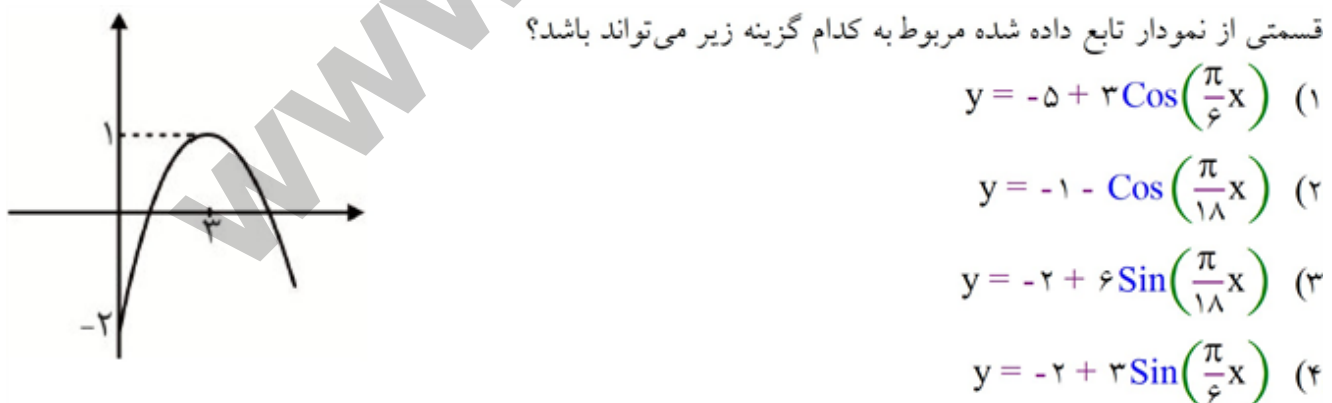 قسمتی از نمودار تابع داده شده مربوط به کدام گزینه زیر می‌تواند باشد؟
y = -۵ + ۳Cos(π/۶ x) (۱
y = -۱ - Cos(π/۱۸ x) (۲
y = -۲ + ۶Sin(π/۱۸ x) (۳
y = -۲ + ۳Sin(π/۶ x) (۴
۱
۳
-۲
www